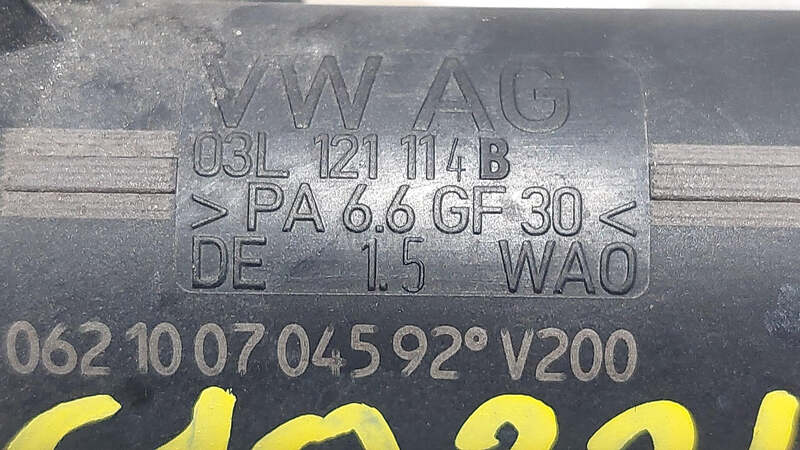 VW AG
03L 121 114 B
>PA 6.6 GF 30<
DE 1.5 WAO
062 10 07 045 92° V200